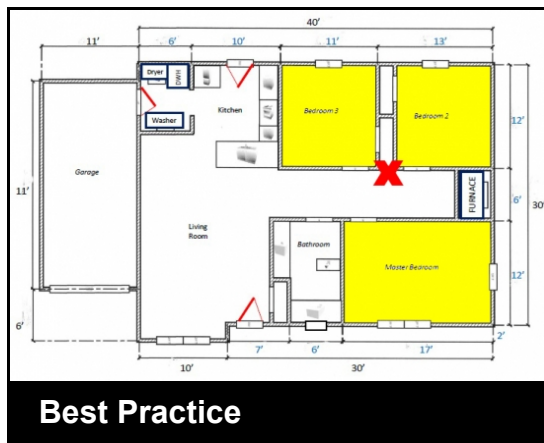 40'
11'
6'
10'
11'
13'
Dryer
DWH
Washer
Kitchen
Bedroom 3
Bedroom 2
12'
Garage
X
11'
FURNACE
6'
30'
Living
Room
Bathroom
Master Bedroom
12'
6'
2'
7'
6'
17'
10'
30'
Best Practice